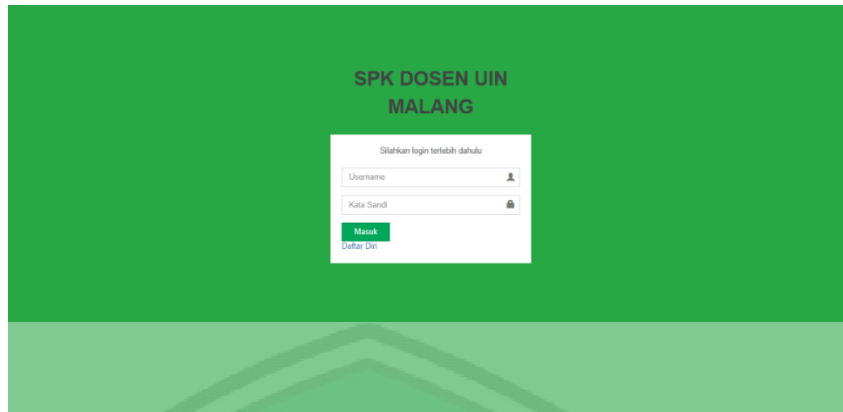 SPK DOSEN UIN
MALANG
Silahkan login terlebih dahulu
Username
Kata Sandi
Masuk
Daftar Diri